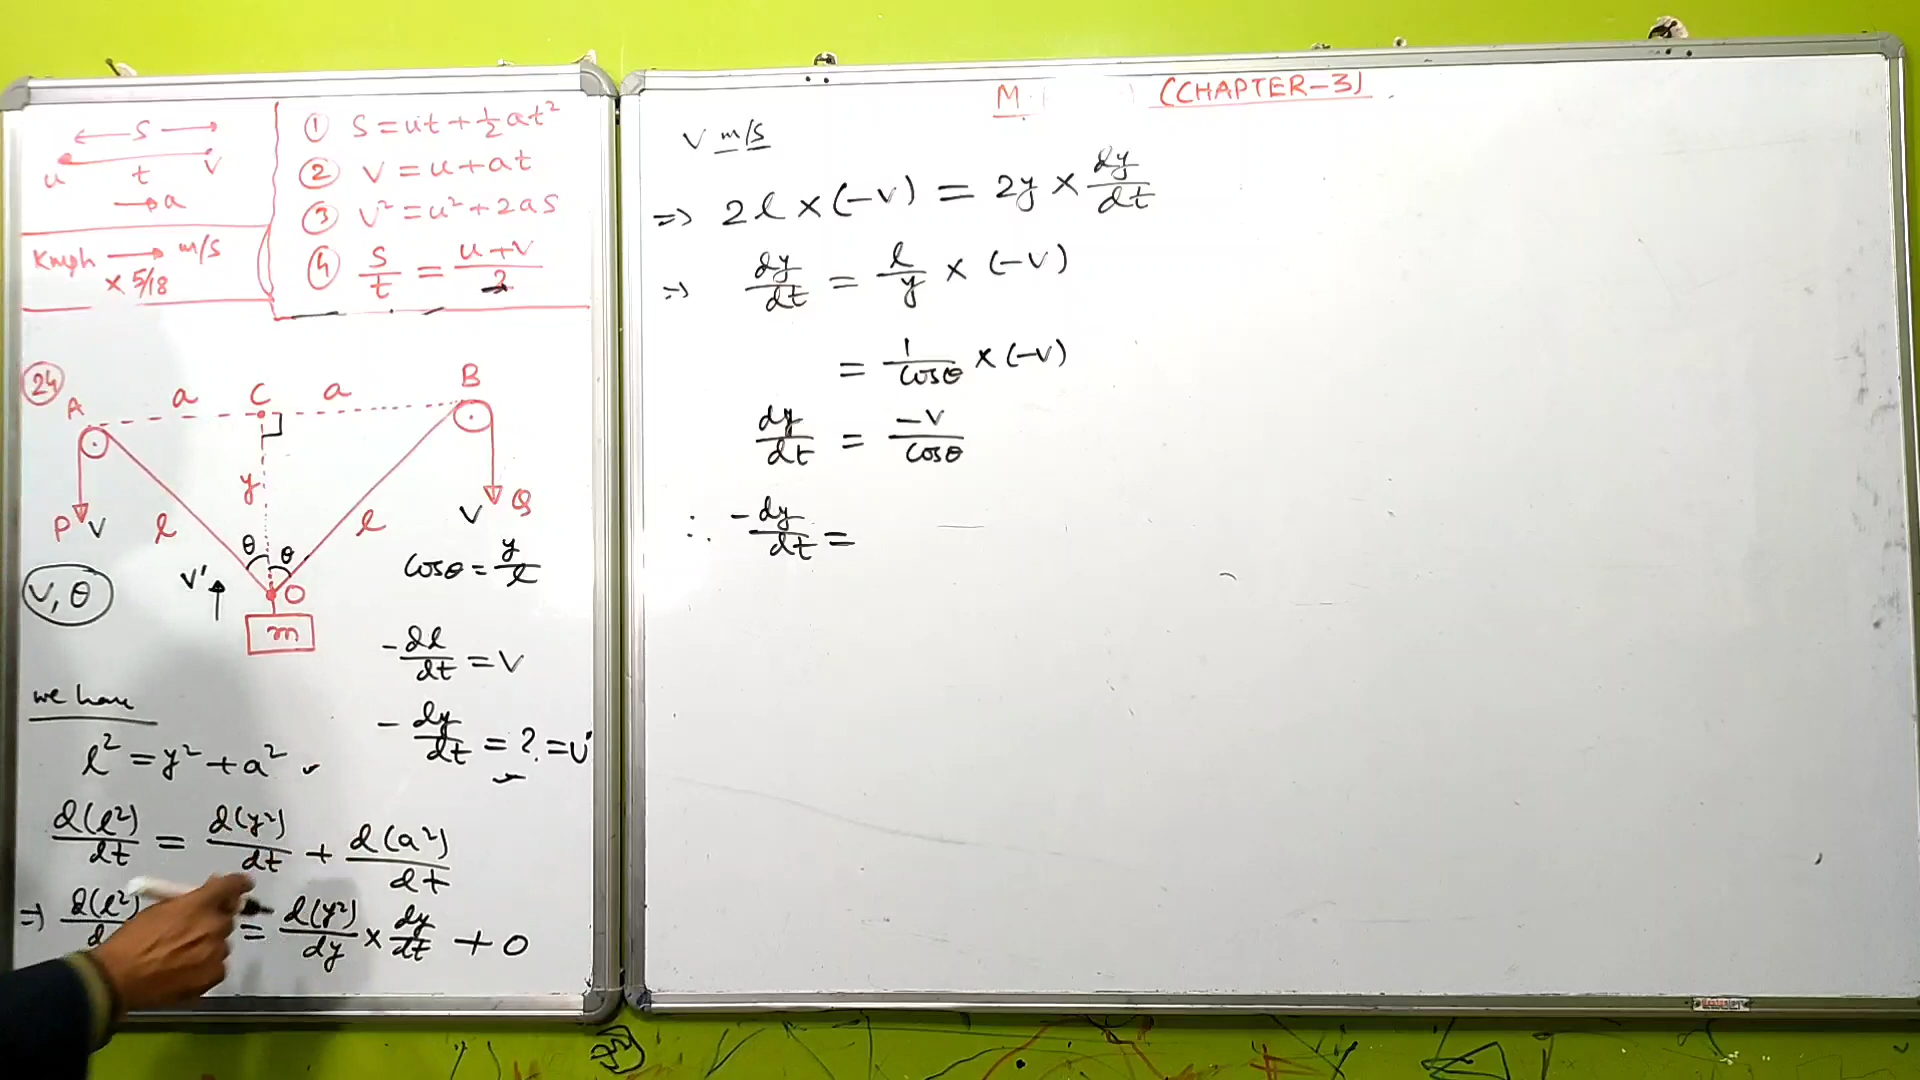 S
u t V
→a
Kmph → m/s
× 5/18
① S = ut + ½at²
② V = u + at
③ V² = u² + 2as
④ S/t = (u+V)/2
24
A a C a B
y
P V l l V Q
θ θ
cosθ = y/l
V, θ
V' ↑ O
m
-dl/dt = V
-dy/dt = ? = v'
we have
l² = y² + a²
d(l²)/dt = d(y²)/dt + d(a²)/dt
⇒ d(l²) = d(y²)/dy × dy/dt + 0
M (CHAPTER-3)
V m/s
⇒ 2l × (-v) = 2y × dy/dt
⇒ dy/dt = l/y × (-v)
= 1/cosθ × (-v)
dy/dt = -v/cosθ
∴ -dy/dt =